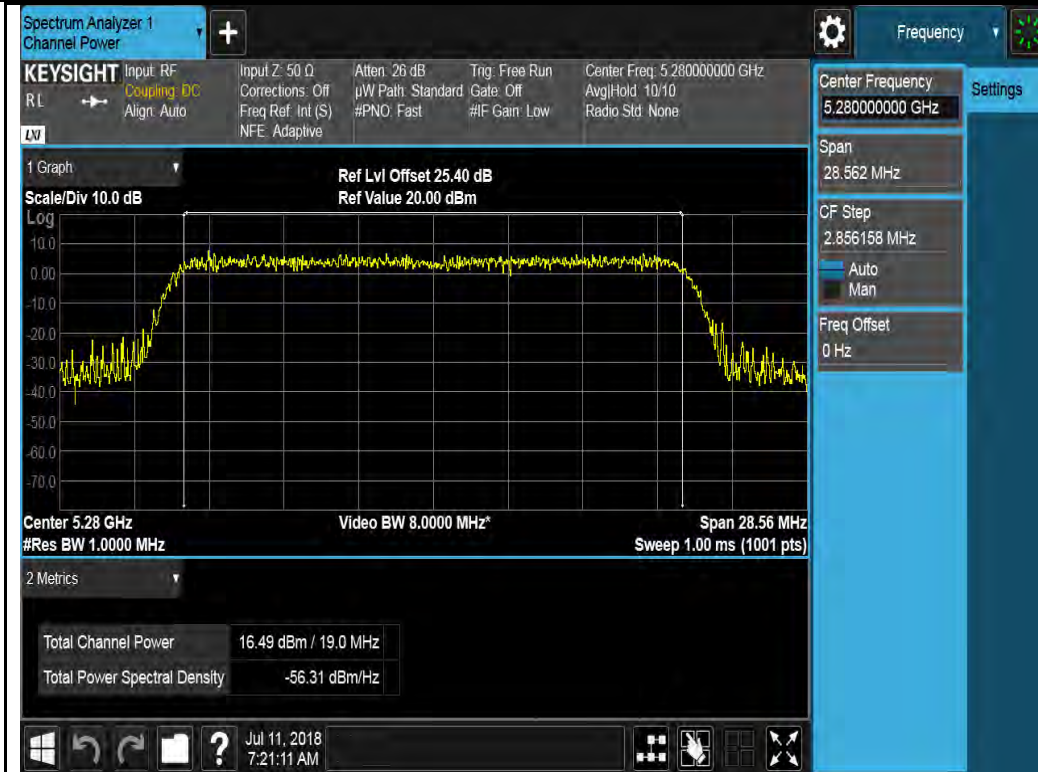 Spectrum Analyzer 1
Channel Power
+
Frequency
KEYSIGHT
RL
LXI
Input: RF
Coupling: DC
Align: Auto
Input Z: 50 Ω
Corrections: Off
Freq Ref: Int (S)
NFE: Adaptive
Atten: 26 dB
µW Path: Standard
#PNO: Fast
Trig: Free Run
Gate: Off
#IF Gain: Low
Center Freq: 5.280000000 GHz
Avg|Hold: 10/10
Radio Std: None
1 Graph
Scale/Div 10.0 dB
Ref Lvl Offset 25.40 dB
Ref Value 20.00 dBm
Log
10.0
0.00
-10.0
-20.0
-30.0
-40.0
-50.0
-60.0
-70.0
Center 5.28 GHz
#Res BW 1.0000 MHz
Video BW 8.0000 MHz*
Span 28.56 MHz
Sweep 1.00 ms (1001 pts)
2 Metrics
Total Channel Power 16.49 dBm / 19.0 MHz
Total Power Spectral Density -56.31 dBm/Hz
Center Frequency
5.280000000 GHz
Span
28.562 MHz
CF Step
2.856158 MHz
Auto
Man
Freq Offset
0 Hz
Settings
?
Jul 11, 2018
7:21:11 AM